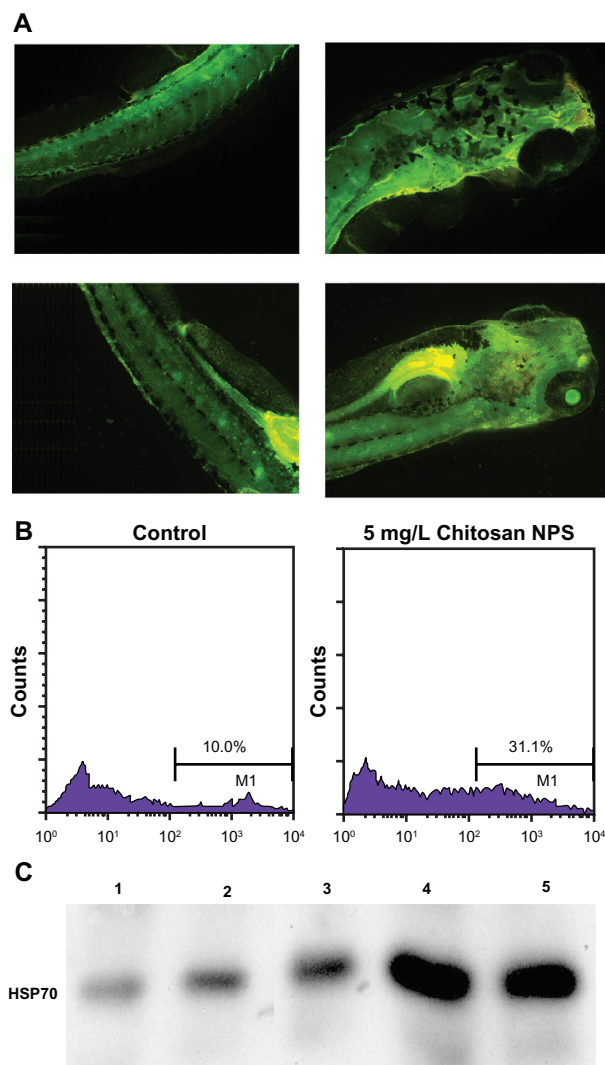 A
B
Control
5 mg/L Chitosan NPS
Counts
10.0%
M1
10⁰ 10¹ 10² 10³ 10⁴
Counts
31.1%
M1
10⁰ 10¹ 10² 10³ 10⁴
C
1 2 3 4 5
HSP70